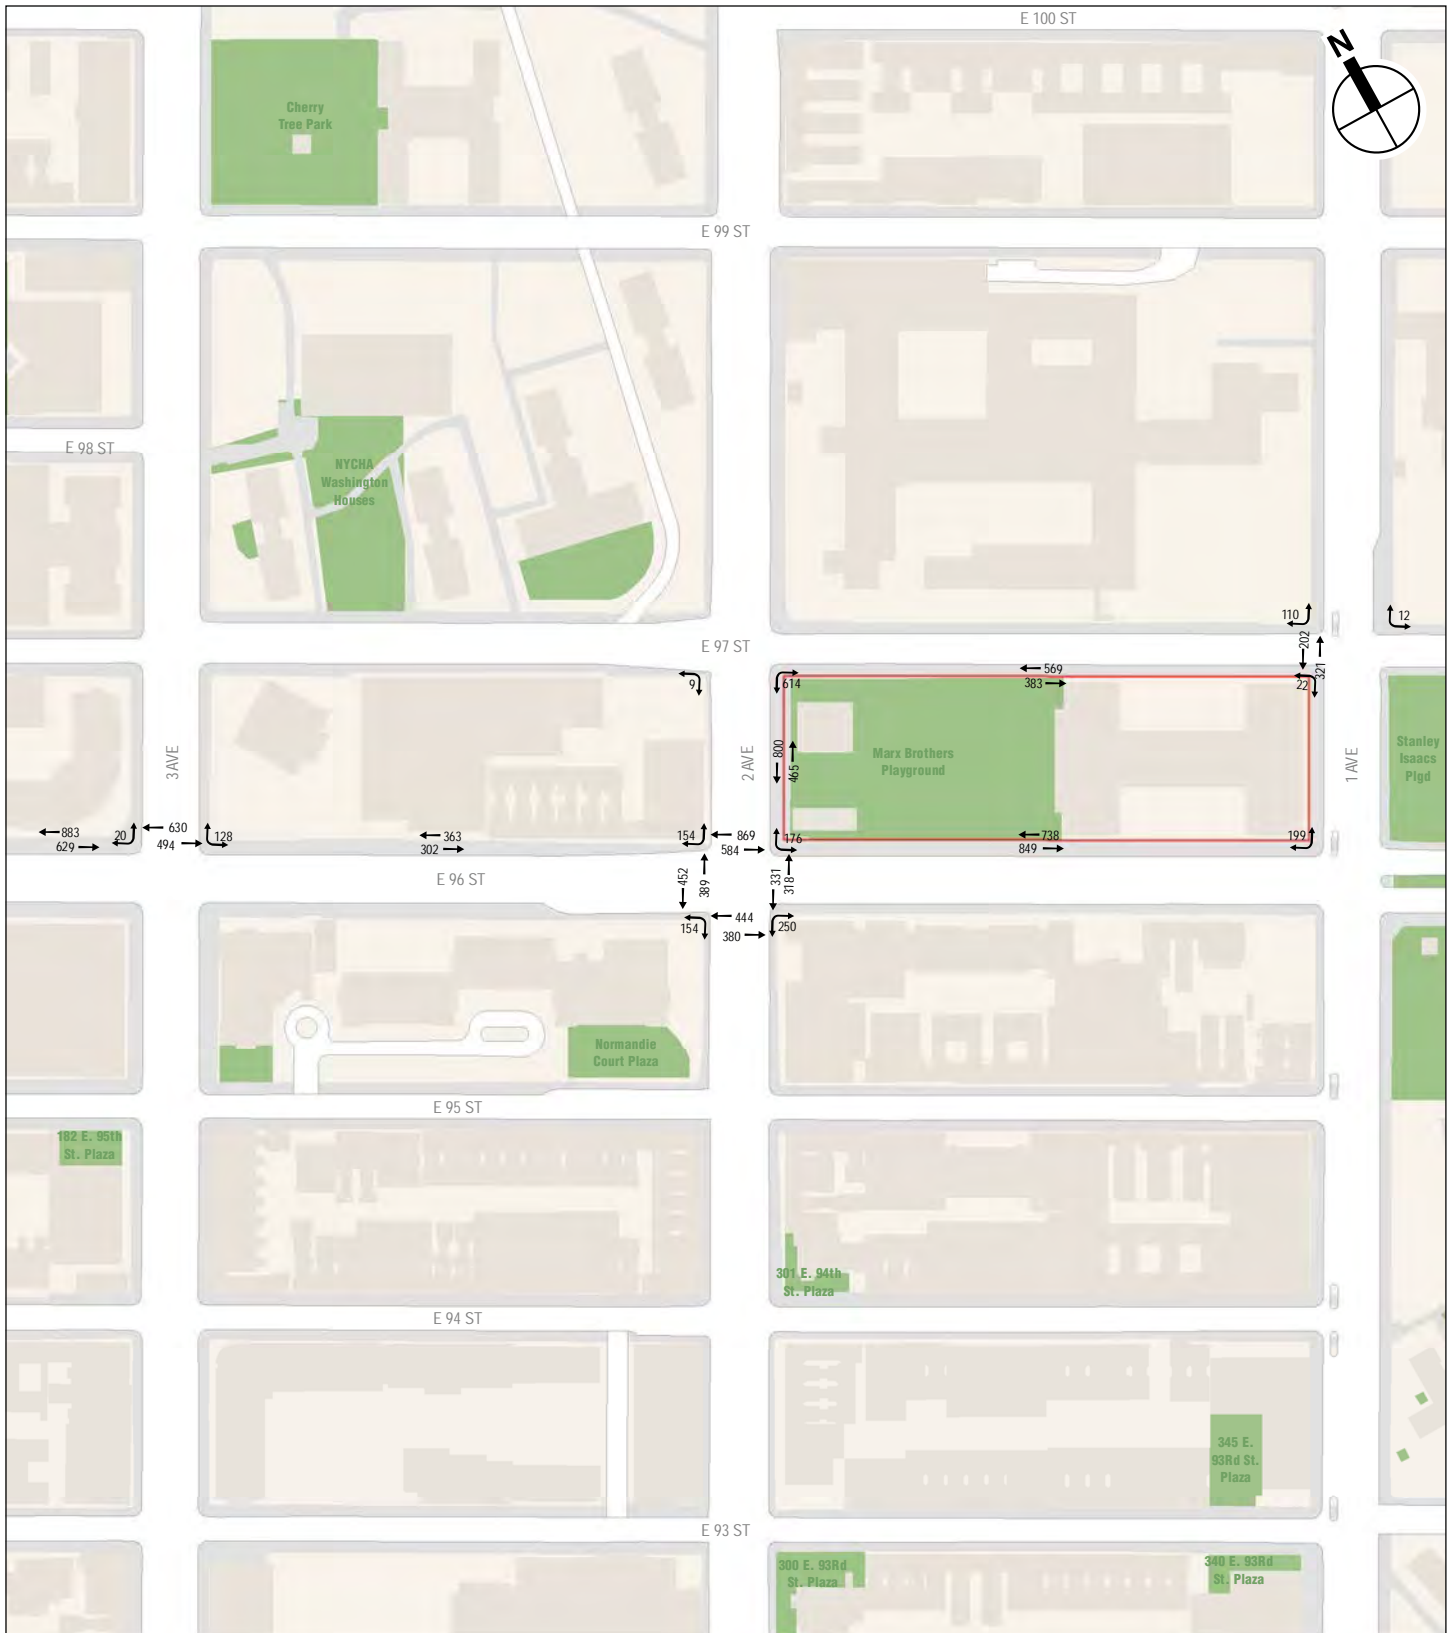 E 100 ST
N
Cherry
Tree Park
E 99 ST
E 98 ST
NYCHA
Washington
Houses
110
12
202
321
E 97 ST
569
383
9
614
22
3 AVE
2 AVE
800
465
Marx Brothers
Playground
1 AVE
Stanley
Isaacs
Plgd
883
629
20
630
494
128
363
302
154
869
584
176
738
849
199
E 96 ST
452
389
331
318
154
444
380
250
Normandie
Court Plaza
E 95 ST
182 E. 95th
St. Plaza
301 E. 94th
St. Plaza
E 94 ST
345 E.
93Rd St.
Plaza
E 93 ST
300 E. 93Rd
St. Plaza
340 E. 93Rd
St. Plaza